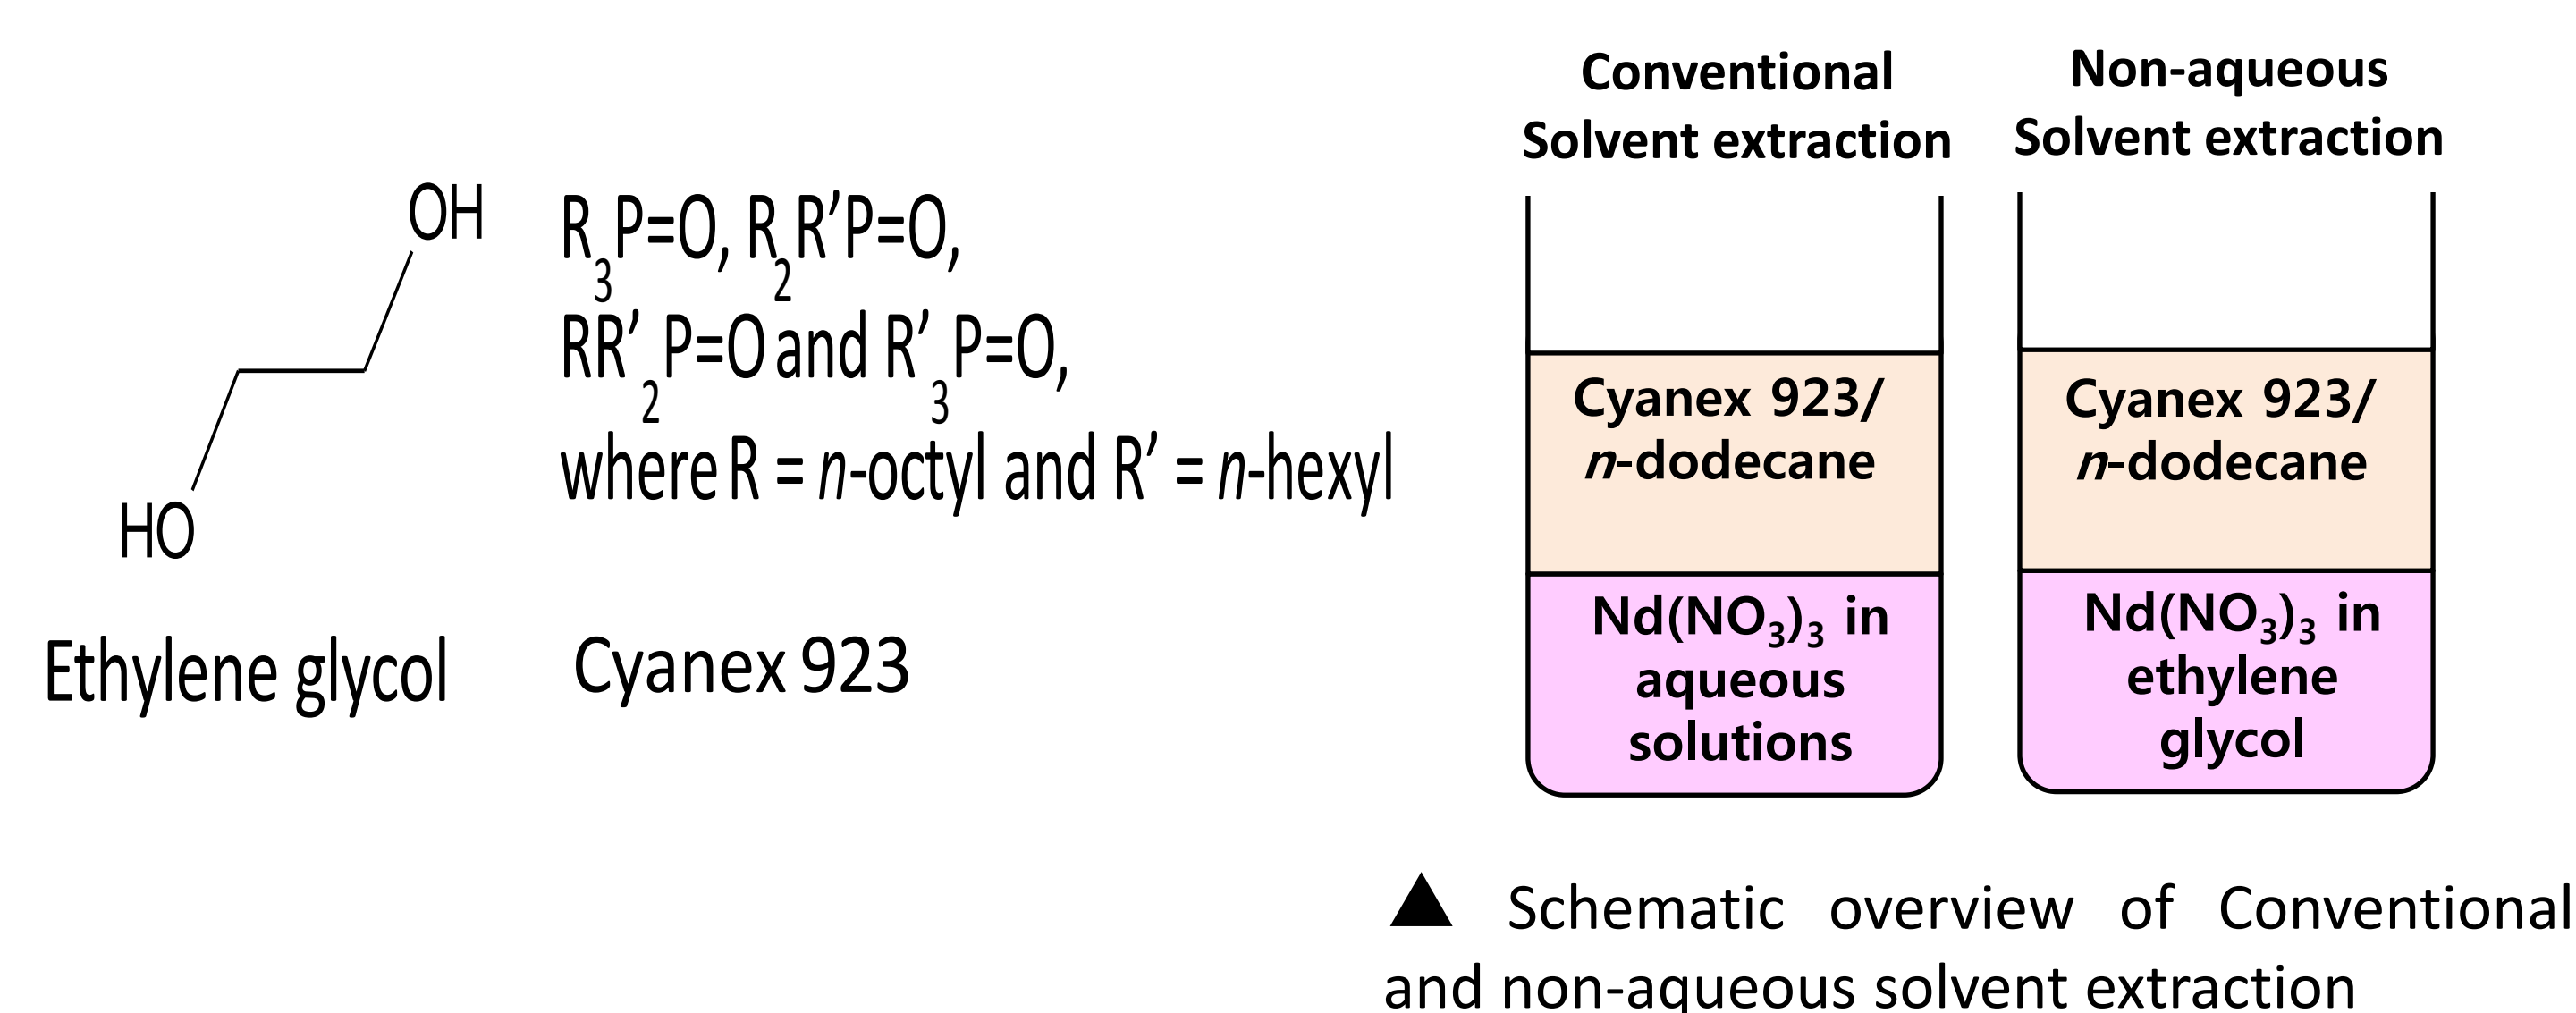 OH
HO
Ethylene glycol
R3P=O, R2R’P=O,
RR’2P=O and R’3P=O,
where R = n-octyl and R’ = n-hexyl
Cyanex 923
Conventional
Solvent extraction
Cyanex 923/
n-dodecane
Nd(NO3)3 in
aqueous
solutions
Non-aqueous
Solvent extraction
Cyanex 923/
n-dodecane
Nd(NO3)3 in
ethylene
glycol
▲ Schematic overview of Conventional
and non-aqueous solvent extraction